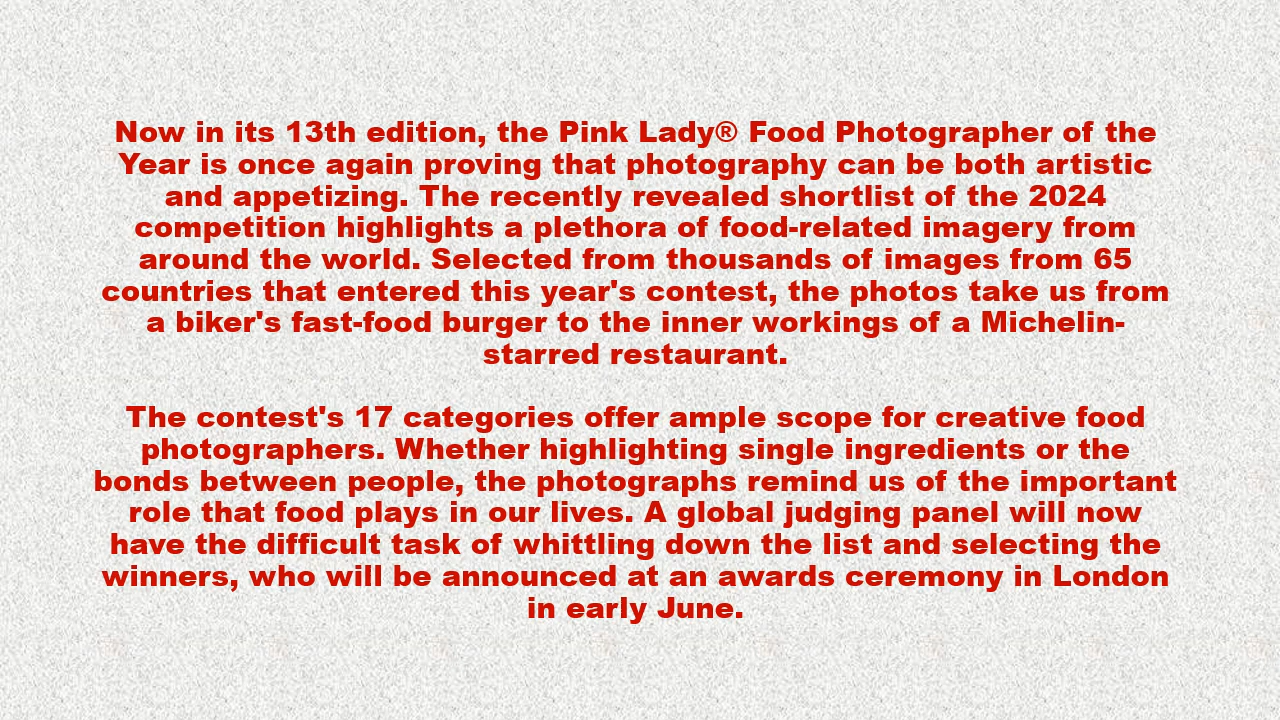 Now in its 13th edition, the Pink Lady® Food Photographer of the
Year is once again proving that photography can be both artistic
and appetizing. The recently revealed shortlist of the 2024
competition highlights a plethora of food-related imagery from
around the world. Selected from thousands of images from 65
countries that entered this year's contest, the photos take us from
a biker's fast-food burger to the inner workings of a Michelin-
starred restaurant.
The contest's 17 categories offer ample scope for creative food
photographers. Whether highlighting single ingredients or the
bonds between people, the photographs remind us of the important
role that food plays in our lives. A global judging panel will now
have the difficult task of whittling down the list and selecting the
winners, who will be announced at an awards ceremony in London
in early June.